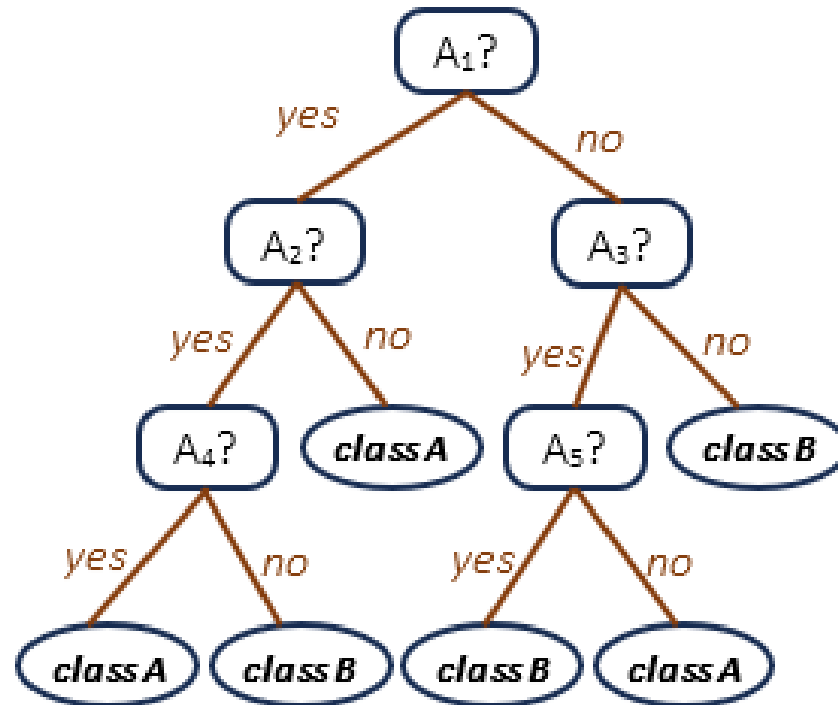 A₁?
yes
no
A₂?
A₃?
yes
no
yes
no
A₄?
class A
A₅?
class B
yes
no
yes
no
class A
class B
class B
class A